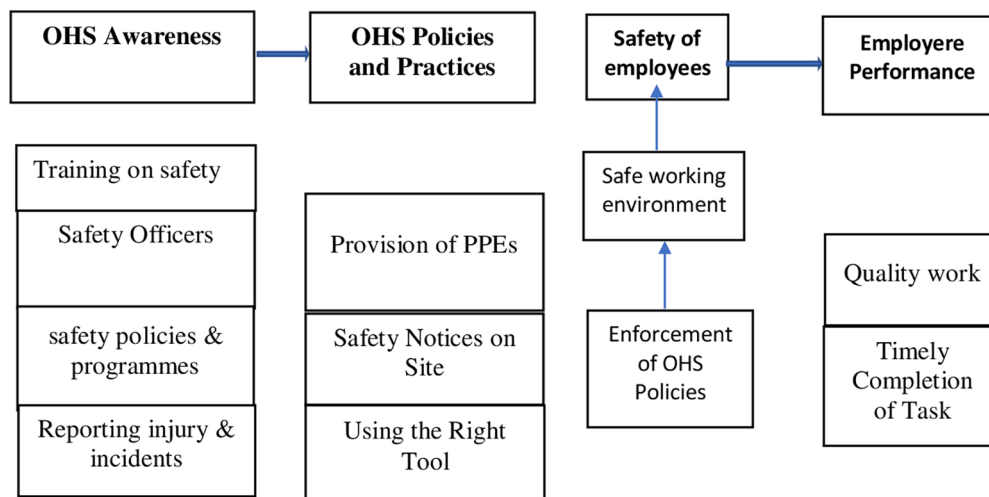 OHS Awareness
OHS Policies
and Practices
Safety of
employees
Employere
Performance
Training on safety
Safety Officers
safety policies &
programmes
Reporting injury &
incidents
Provision of PPEs
Safety Notices on
Site
Using the Right
Tool
Safe working
environment
Enforcement
of OHS
Policies
Quality work
Timely
Completion
of Task